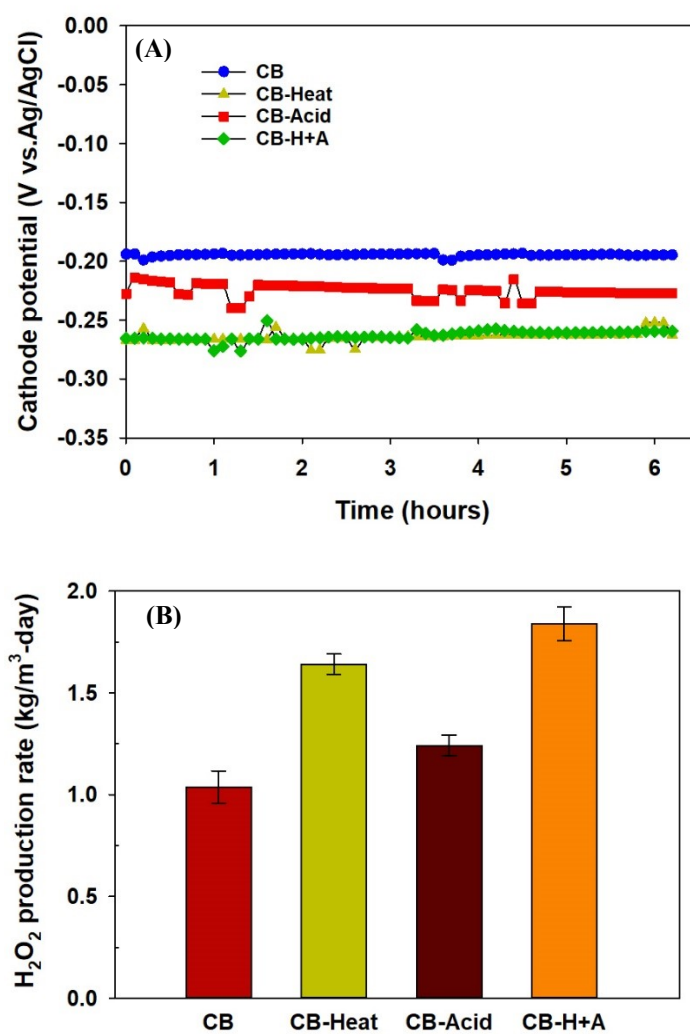 (A)
CB
CB-Heat
CB-Acid
CB-H+A
0.00
-0.05
-0.10
-0.15
-0.20
-0.25
-0.30
-0.35
Cathode potential (V vs.Ag/AgCl)
0 1 2 3 4 5 6
Time (hours)
(B)
2.0
1.5
1.0
0.5
0.0
H₂O₂ production rate (kg/m³-day)
CB CB-Heat CB-Acid CB-H+A